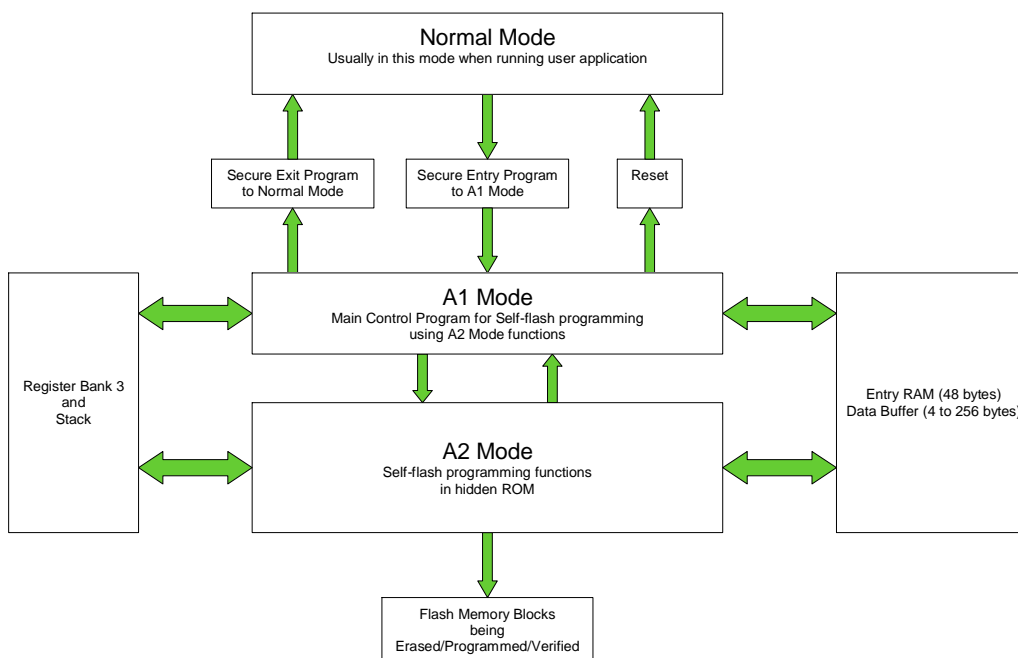 Normal Mode
Usually in this mode when running user application
Secure Exit Program
to Normal Mode
Secure Entry Program
to A1 Mode
Reset
A1 Mode
Main Control Program for Self-flash programming
using A2 Mode functions
Register Bank 3
and
Stack
Entry RAM (48 bytes)
Data Buffer (4 to 256 bytes)
A2 Mode
Self-flash programming functions
in hidden ROM
Flash Memory Blocks
being
Erased/Programmed/Verified